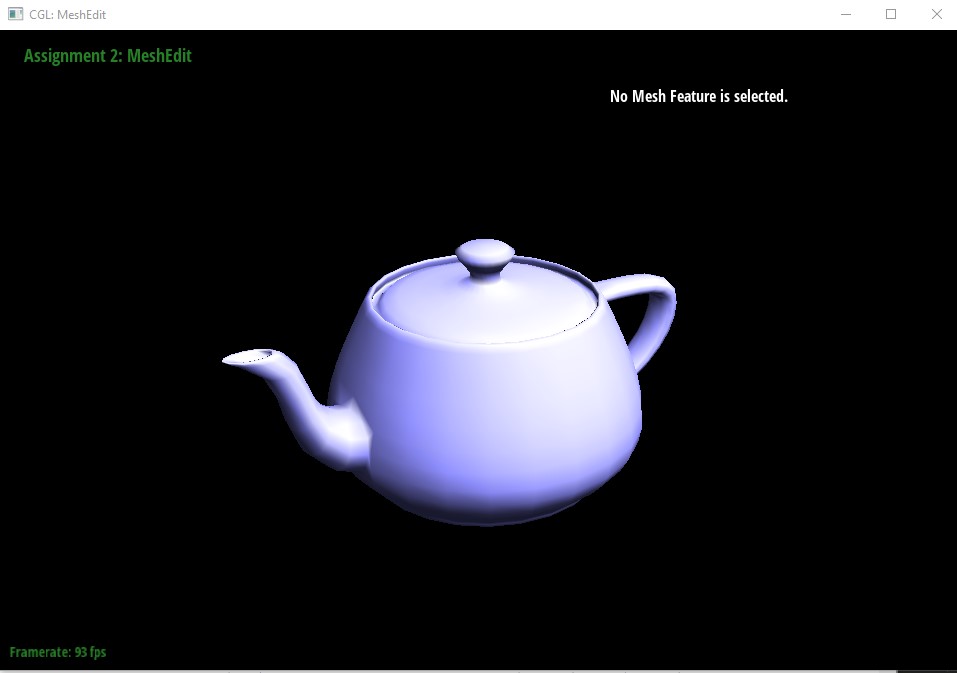 CGL: MeshEdit
Assignment 2: MeshEdit
No Mesh Feature is selected.
Framerate: 93 fps